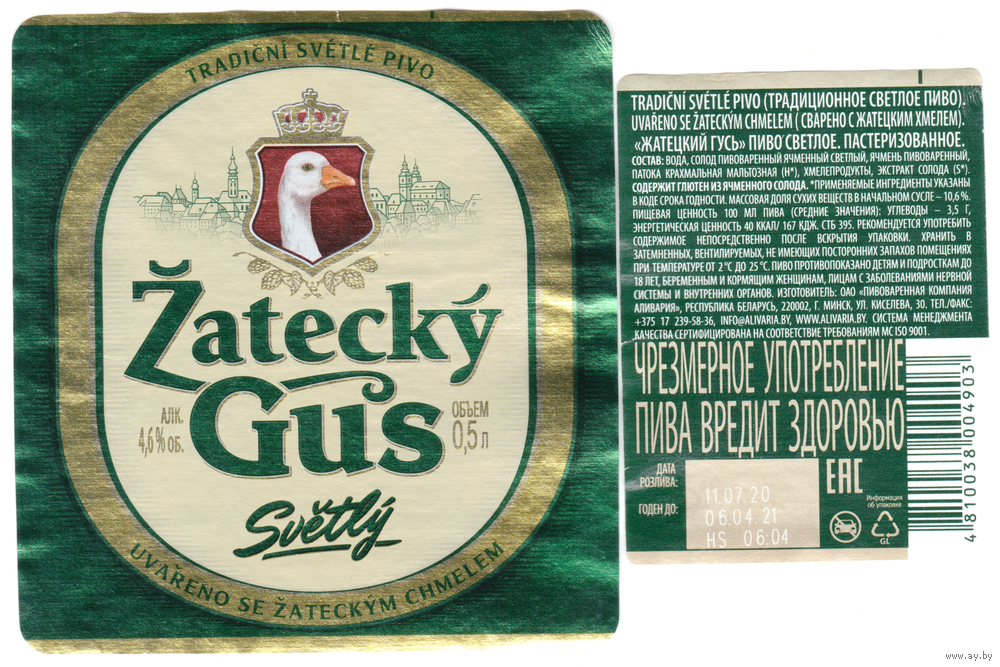 TRADIČNÍ SVĚTLÉ PIVO
Žatecký
Gus
АЛК.
4,6% ОБ.
ОБЪЕМ
0,5 л
Světlý
UVAŘENO SE ŽATECKÝM CHMELEM
TRADIČNÍ SVÉTLÉ PIVO (ТРАДИЦИОННОЕ СВЕТЛОЕ ПИВО).
UVAŘENO SE ŽATECKÝM CHMELEM ( СВАРЕНО С ЖАТЕЦКИМ ХМЕЛЕМ).
«ЖАТЕЦКИЙ ГУСЬ» ПИВО СВЕТЛОЕ. ПАСТЕРИЗОВАННОЕ.
СОСТАВ: ВОДА, СОЛОД ПИВОВАРЕННЫЙ ЯЧМЕННЫЙ СВЕТЛЫЙ, ЯЧМЕНЬ ПИВОВАРЕННЫЙ,
ПАТОКА КРАХМАЛЬНАЯ МАЛЬТОЗНАЯ (H*), ХМЕЛЕПРОДУКТЫ, ЭКСТРАКТ СОЛОДА (S*).
СОДЕРЖИТ ГЛЮТЕН ИЗ ЯЧМЕННОГО СОЛОДА. *ПРИМЕНЯЕМЫЕ ИНГРЕДИЕНТЫ УКАЗАНЫ
В КОДЕ СРОКА ГОДНОСТИ. МАССОВАЯ ДОЛЯ СУХИХ ВЕЩЕСТВ В НАЧАЛЬНОМ СУСЛЕ – 10,6%.
ПИЩЕВАЯ ЦЕННОСТЬ 100 МЛ ПИВА (СРЕДНИЕ ЗНАЧЕНИЯ): УГЛЕВОДЫ – 3,5 Г,
ЭНЕРГЕТИЧЕСКАЯ ЦЕННОСТЬ 40 ККАЛ/ 167 КДЖ. СТБ 395. РЕКОМЕНДУЕТСЯ УПОТРЕБИТЬ
СОДЕРЖИМОЕ НЕПОСРЕДСТВЕННО ПОСЛЕ ВСКРЫТИЯ УПАКОВКИ. ХРАНИТЬ В
ЗАТЕМНЕННЫХ, ВЕНТИЛИРУЕМЫХ, НЕ ИМЕЮЩИХ ПОСТОРОННИХ ЗАПАХОВ ПОМЕЩЕНИЯХ
ПРИ ТЕМПЕРАТУРЕ ОТ 2 °С ДО 25 °С. ПИВО ПРОТИВОПОКАЗАНО ДЕТЯМ И ПОДРОСТКАМ ДО
18 ЛЕТ, БЕРЕМЕННЫМ И КОРМЯЩИМ ЖЕНЩИНАМ, ЛИЦАМ С ЗАБОЛЕВАНИЯМИ НЕРВНОЙ
СИСТЕМЫ И ВНУТРЕННИХ ОРГАНОВ. ИЗГОТОВИТЕЛЬ: ОАО «ПИВОВАРЕННАЯ КОМПАНИЯ
АЛИВАРИЯ», РЕСПУБЛИКА БЕЛАРУСЬ, 220002, Г. МИНСК, УЛ. КИСЕЛЕВА, 30. ТЕЛ./ФАКС:
+375 17 239-58-36, INFO@ALIVARIA.BY, WWW.ALIVARIA.BY. СИСТЕМА МЕНЕДЖМЕНТА
КАЧЕСТВА СЕРТИФИЦИРОВАНА НА СООТВЕТСТВИЕ ТРЕБОВАНИЯМ МС ISO 9001.
ЧРЕЗМЕРНОЕ УПОТРЕБЛЕНИЕ
ПИВА ВРЕДИТ ЗДОРОВЬЮ
ДАТА
РОЗЛИВА:
ГОДЕН ДО:
11.07.20
06.04.21
HS 06:04
EAC
Информация
об упаковке
GL
4 810038 004903
www.ay.by